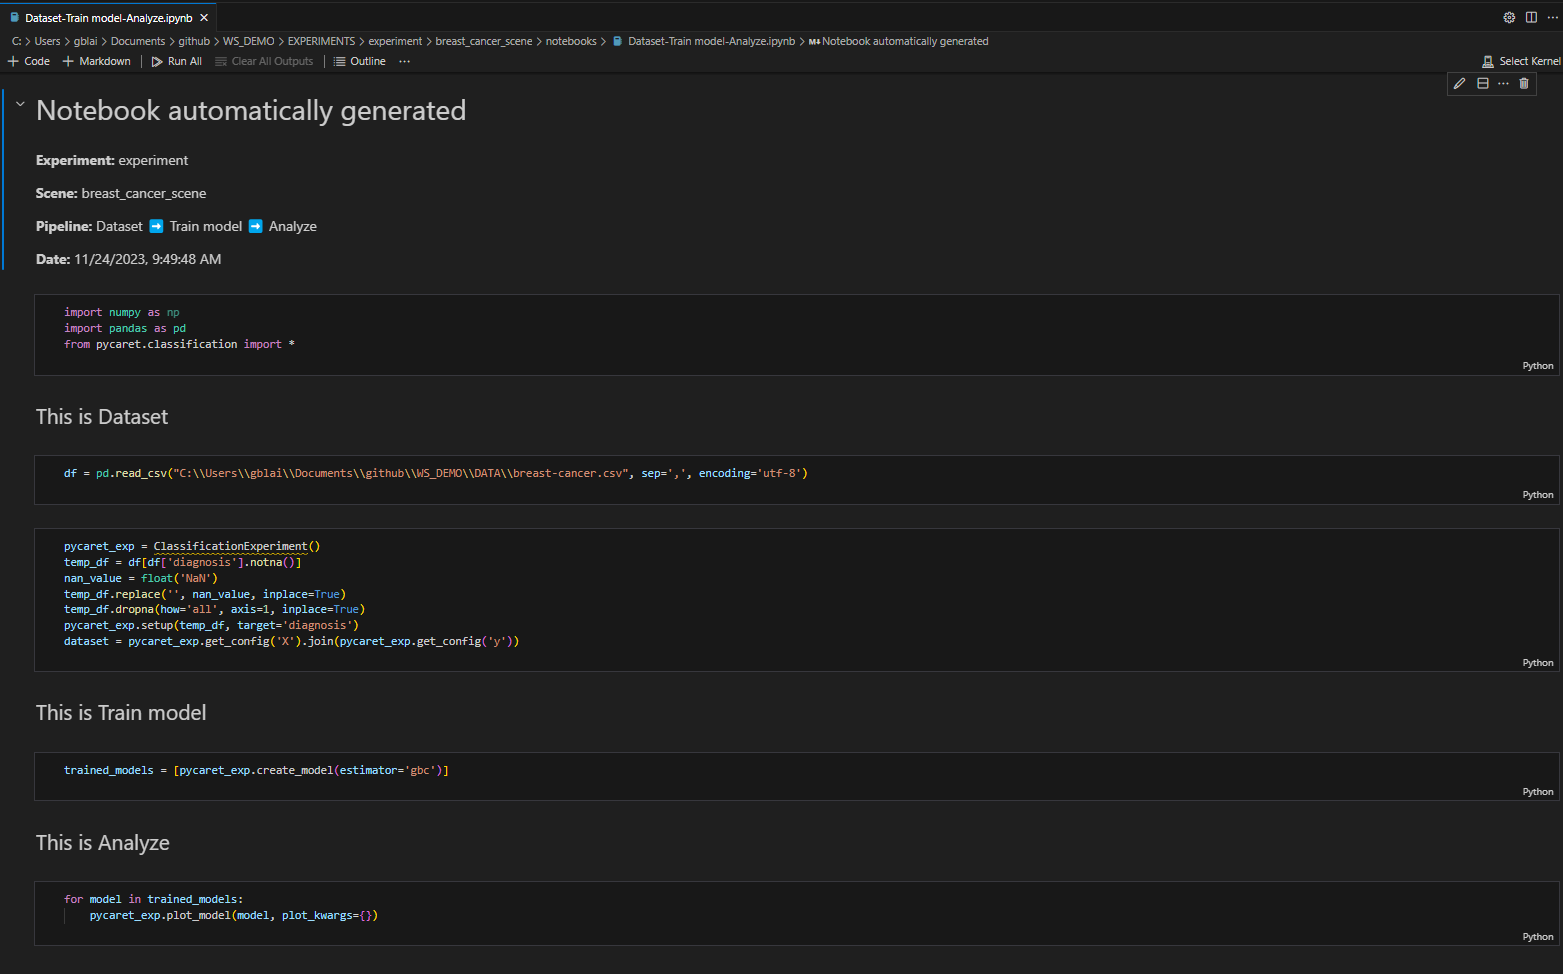 Dataset-Train model-Analyze.ipynb
C: > Users > gblai > Documents > github > WS_DEMO > EXPERIMENTS > experiment > breast_cancer_scene > notebooks > Dataset-Train model-Analyze.ipynb > M↓Notebook automatically generated
+ Code + Markdown | Run All Clear All Outputs | Outline ··· Select Kernel
Notebook automatically generated
Experiment: experiment
Scene: breast_cancer_scene
Pipeline: Dataset ➡️ Train model ➡️ Analyze
Date: 11/24/2023, 9:49:48 AM
import numpy as np
import pandas as pd
from pycaret.classification import *
Python
This is Dataset
df = pd.read_csv("C:\\Users\\gblai\\Documents\\github\\WS_DEMO\\DATA\\breast-cancer.csv", sep=',', encoding='utf-8')
Python
pycaret_exp = ClassificationExperiment()
temp_df = df[df['diagnosis'].notna()]
nan_value = float('NaN')
temp_df.replace('', nan_value, inplace=True)
temp_df.dropna(how='all', axis=1, inplace=True)
pycaret_exp.setup(temp_df, target='diagnosis')
dataset = pycaret_exp.get_config('X').join(pycaret_exp.get_config('y'))
Python
This is Train model
trained_models = [pycaret_exp.create_model(estimator='gbc')]
Python
This is Analyze
for model in trained_models:
    pycaret_exp.plot_model(model, plot_kwargs={})
Python